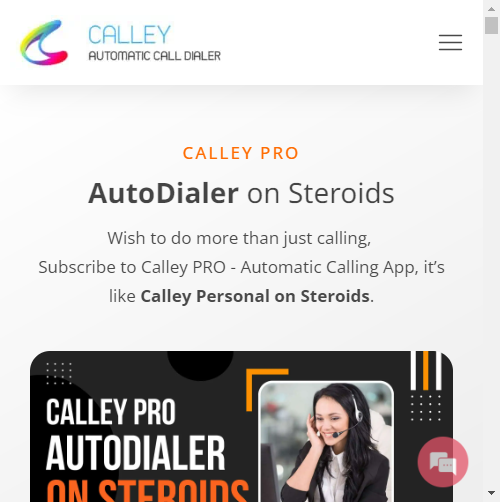 CALLEY
AUTOMATIC CALL DIALER
CALLEY PRO
AutoDialer on Steroids
Wish to do more than just calling,
Subscribe to Calley PRO - Automatic Calling App, it’s
like Calley Personal on Steroids.
CALLEY PRO
AUTODIALER
ON STEROIDS